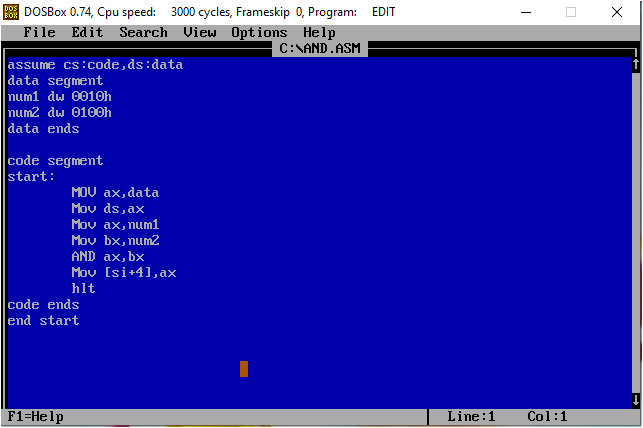 DOS
BOX
DOSBox 0.74, Cpu speed: 3000 cycles, Frameskip 0, Program: EDIT
File Edit Search View Options Help
C:\AND.ASM
assume cs:code,ds:data
data segment
num1 dw 0010h
num2 dw 0100h
data ends
code segment
start:
MOV ax,data
Mov ds,ax
Mov ax,num1
Mov bx,num2
AND ax,bx
Mov [si+4],ax
hlt
code ends
end start
F1=Help Line:1 Col:1